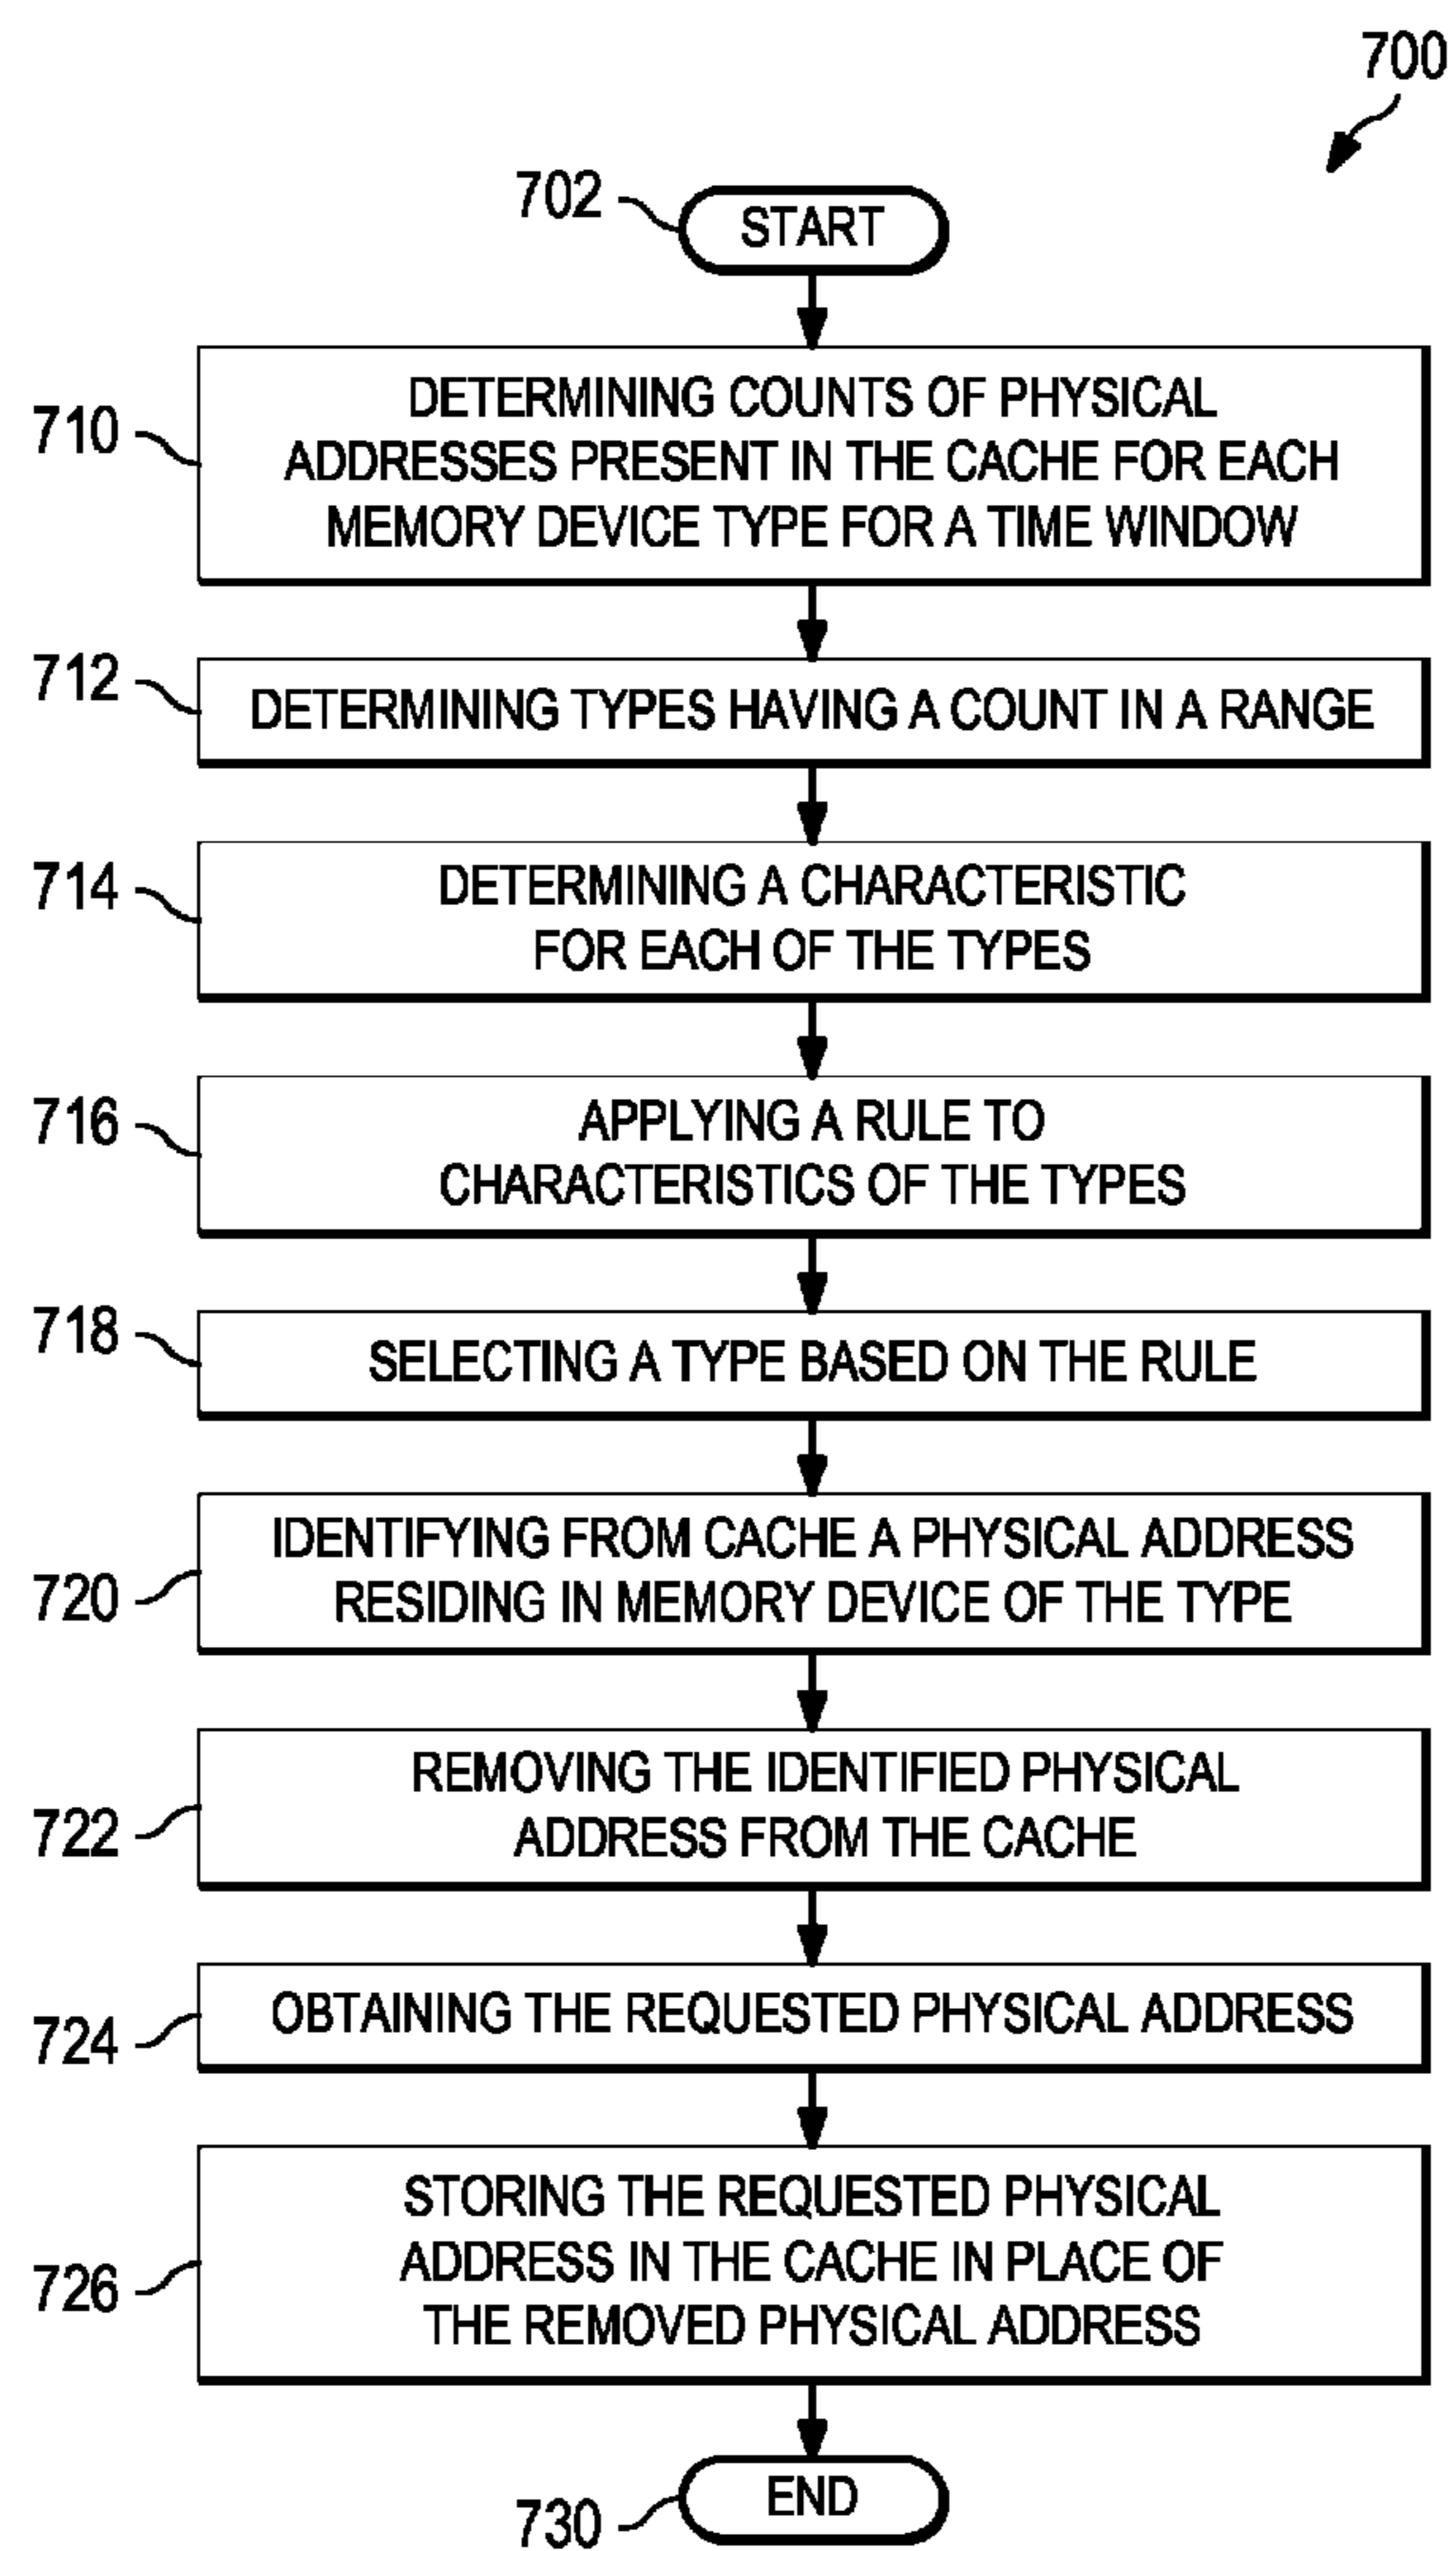 700
702
START
710
DETERMINING COUNTS OF PHYSICAL
ADDRESSES PRESENT IN THE CACHE FOR EACH
MEMORY DEVICE TYPE FOR A TIME WINDOW
712
DETERMINING TYPES HAVING A COUNT IN A RANGE
714
DETERMINING A CHARACTERISTIC
FOR EACH OF THE TYPES
716
APPLYING A RULE TO
CHARACTERISTICS OF THE TYPES
718
SELECTING A TYPE BASED ON THE RULE
720
IDENTIFYING FROM CACHE A PHYSICAL ADDRESS
RESIDING IN MEMORY DEVICE OF THE TYPE
722
REMOVING THE IDENTIFIED PHYSICAL
ADDRESS FROM THE CACHE
724
OBTAINING THE REQUESTED PHYSICAL ADDRESS
726
STORING THE REQUESTED PHYSICAL
ADDRESS IN THE CACHE IN PLACE OF
THE REMOVED PHYSICAL ADDRESS
730
END